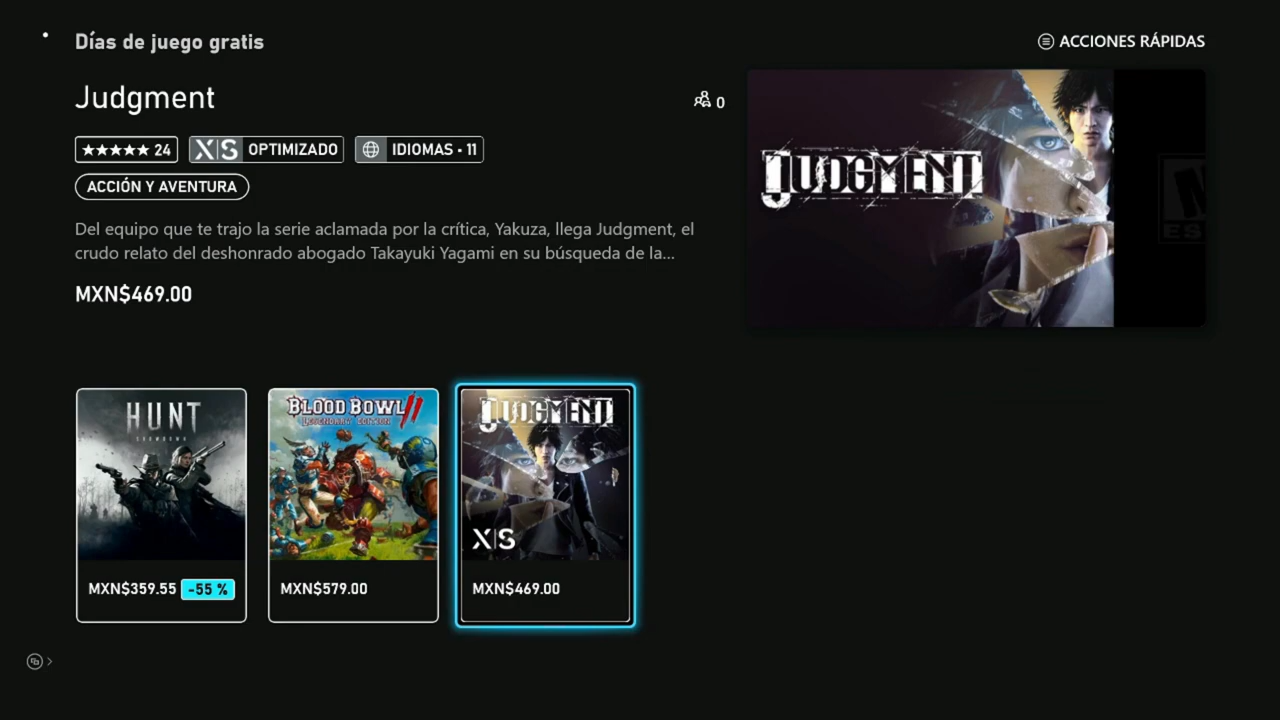 Días de juego gratis
ACCIONES RÁPIDAS
Judgment
0
★★★★★ 24
X|S OPTIMIZADO
IDIOMAS • 11
ACCIÓN Y AVENTURA
Del equipo que te trajo la serie aclamada por la crítica, Yakuza, llega Judgment, el
crudo relato del deshonrado abogado Takayuki Yagami en su búsqueda de la...
MXN$469.00
JUDGMENT
M
ES
HUNT
SHOWDOWN
MXN$359.55 -55 %
BLOOD BOWL II
LEGENDARY EDITION
MXN$579.00
JUDGMENT
X|S
MXN$469.00